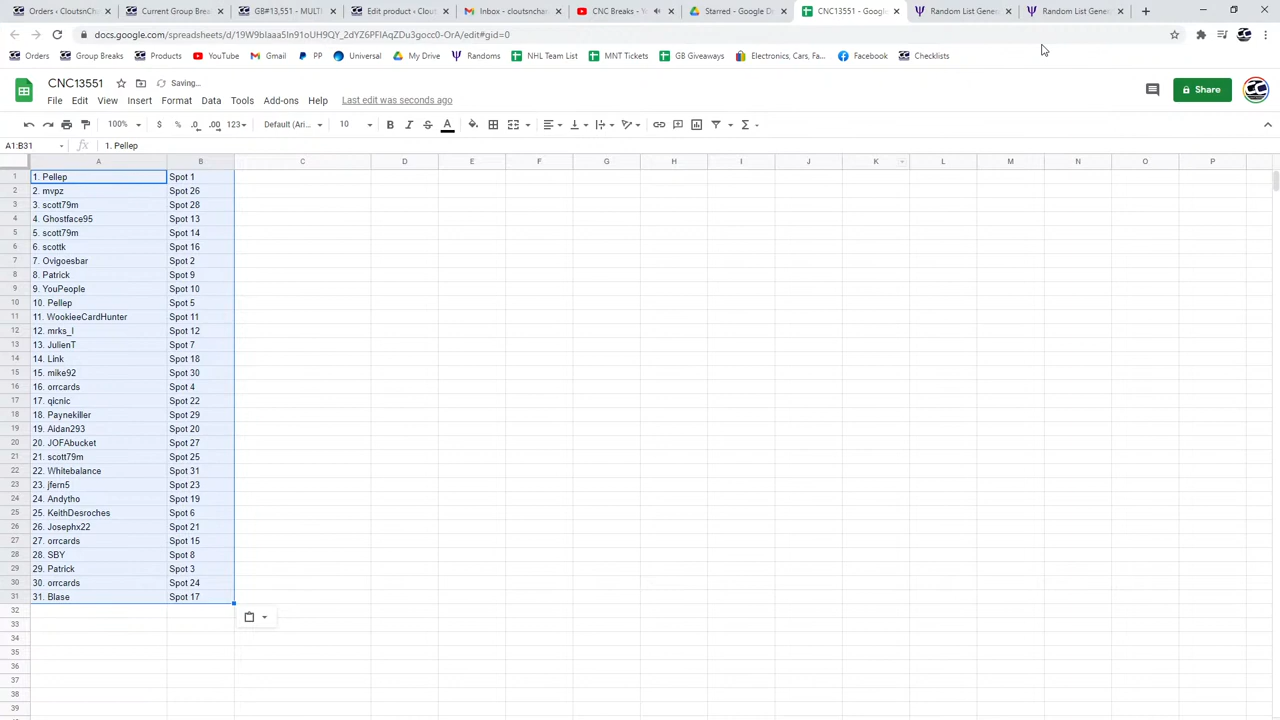 Orders ‹ CloutsnCh
Current Group Break
GB#13,551 - MULTI
Edit product ‹ Clou
Inbox - cloutsnchan
CNC Breaks -
Starred - Google D
CNC13551 - Google
Random List Gene
Random List Gener
docs.google.com/spreadsheets/d/19W9bIaaa5In91oUH9QY_2dYZ6PFIAqZDu3gocc0-OrA/edit#gid=0
Orders Group Breaks Products YouTube Gmail PP Universal My Drive Randoms NHL Team List MNT Tickets GB Giveaways Electronics, Cars, Fa... Facebook Checklists
CNC13551 Saving...
File Edit View Insert Format Data Tools Add-ons Help Last edit was seconds ago
Share
100% $ % .0 .00 123 Default (Ari... 10 B I S A Σ
A1:B31 fx 1. Pellep
A B C D E F G H I J K L M N O P
1 1. Pellep Spot 1
2 2. mvpz Spot 26
3 3. scott79m Spot 28
4 4. Ghostface95 Spot 13
5 5. scott79m Spot 14
6 6. scottk Spot 16
7 7. Ovigoesbar Spot 2
8 8. Patrick Spot 9
9 9. YouPeople Spot 10
10 10. Pellep Spot 5
11 11. WookieeCardHunter Spot 11
12 12. mrks_l Spot 12
13 13. JulienT Spot 7
14 14. Link Spot 18
15 15. mike92 Spot 30
16 16. orrcards Spot 4
17 17. qicnic Spot 22
18 18. Paynekiller Spot 29
19 19. Aidan293 Spot 20
20 20. JOFAbucket Spot 27
21 21. scott79m Spot 25
22 22. Whitebalance Spot 31
23 23. jfern5 Spot 23
24 24. Andytho Spot 19
25 25. KeithDesroches Spot 6
26 26. Josephx22 Spot 21
27 27. orrcards Spot 15
28 28. SBY Spot 8
29 29. Patrick Spot 3
30 30. orrcards Spot 24
31 31. Blase Spot 17
32
33
34
35
36
37
38
39